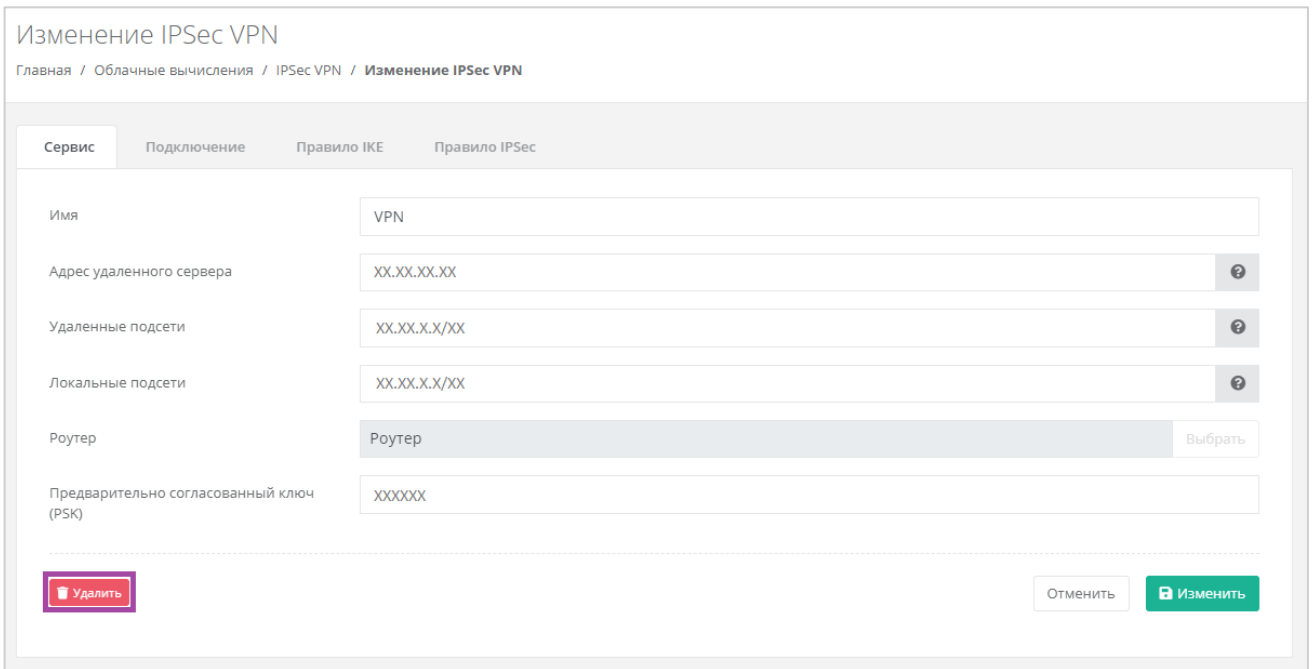 Изменение IPSec VPN
Главная / Облачные вычисления / IPSec VPN / Изменение IPSec VPN
Сервис Подключение Правило IKE Правило IPSec
Имя VPN
Адрес удаленного сервера XX.XX.XX.XX
Удаленные подсети XX.XX.X.X/XX
Локальные подсети XX.XX.X.X/XX
Роутер Роутер Выбрать
Предварительно согласованный ключ XXXXXX
(PSK)
Удалить Отменить Изменить